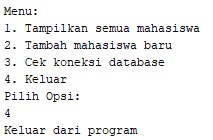 Menu:
1. Tampilkan semua mahasiswa
2. Tambah mahasiswa baru
3. Cek koneksi database
4. Keluar
Pilih Opsi:
4
Keluar dari program